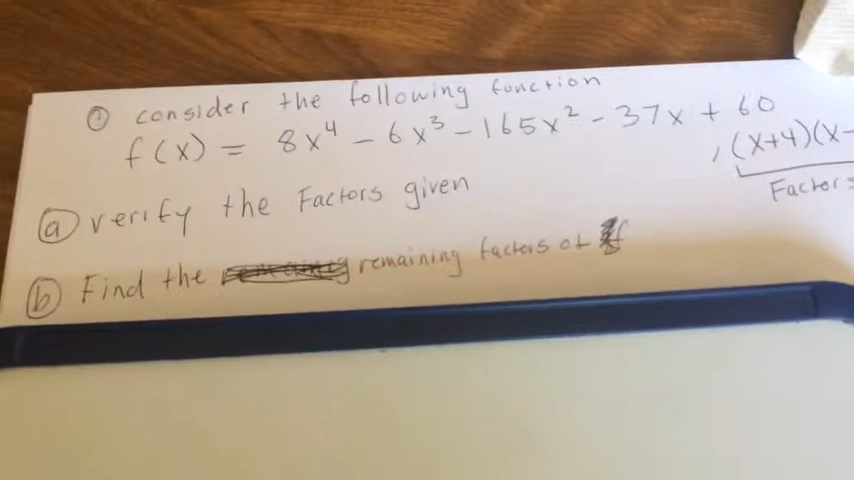 ① consider the following function
f(x) = 8x⁴ - 6x³ - 165x² - 37x + 60
, (x+4)(x-
Factors
ⓐ verify the Factors given
ⓑ Find the remaining factors of f